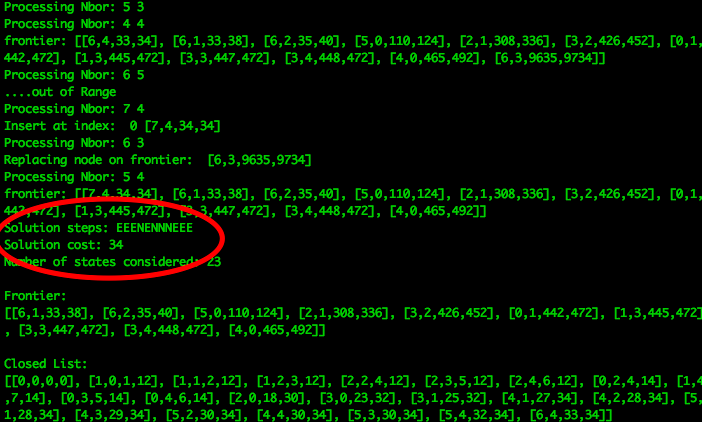 Processing Nbor: 5 3
Processing Nbor: 4 4
frontier: [[6,4,33,34], [6,1,33,38], [6,2,35,40], [5,0,110,124], [2,1,308,336], [3,2,426,452], [0,1,
442,472], [1,3,445,472], [3,3,447,472], [3,4,448,472], [4,0,465,492], [6,3,9635,9734]]
Processing Nbor: 6 5
....out of Range
Processing Nbor: 7 4
Insert at index:  0 [7,4,34,34]
Processing Nbor: 6 3
Replacing node on frontier:  [6,3,9635,9734]
Processing Nbor: 5 4
frontier: [[7,4,34,34], [6,1,33,38], [6,2,35,40], [5,0,110,124], [2,1,308,336], [3,2,426,452], [0,1,
442,472], [1,3,445,472], [3,3,447,472], [3,4,448,472], [4,0,465,492]]
Solution steps: EEENENNNEEE
Solution cost: 34
Number of states considered: 23
Frontier:
[[6,1,33,38], [6,2,35,40], [5,0,110,124], [2,1,308,336], [3,2,426,452], [0,1,442,472], [1,3,445,472]
, [3,3,447,472], [3,4,448,472], [4,0,465,492]]
Closed List:
[[0,0,0,0], [1,0,1,12], [1,1,2,12], [1,2,3,12], [2,2,4,12], [2,3,5,12], [2,4,6,12], [0,2,4,14], [1,4
,7,14], [0,3,5,14], [0,4,6,14], [2,0,18,30], [3,0,23,32], [3,1,25,32], [4,1,27,34], [4,2,28,34], [5,
1,28,34], [4,3,29,34], [5,2,30,34], [4,4,30,34], [5,3,30,34], [5,4,32,34], [6,4,33,34]]